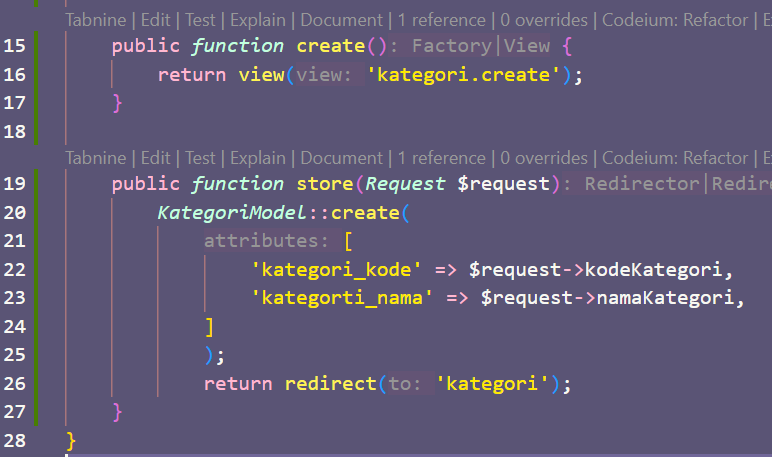 Tabnine | Edit | Test | Explain | Document | 1 reference | 0 overrides | Codeium: Refactor | E
15 public function create(): Factory|View {
16 return view(view: 'kategori.create');
17 }
18
Tabnine | Edit | Test | Explain | Document | 1 reference | 0 overrides | Codeium: Refactor | E
19 public function store(Request $request): Redirector|Redire
20 KategoriModel::create(
21 attributes: [
22 'kategori_kode' => $request->kodeKategori,
23 'kategorti_nama' => $request->namaKategori,
24 ]
25 );
26 return redirect(to: 'kategori');
27 }
28 }